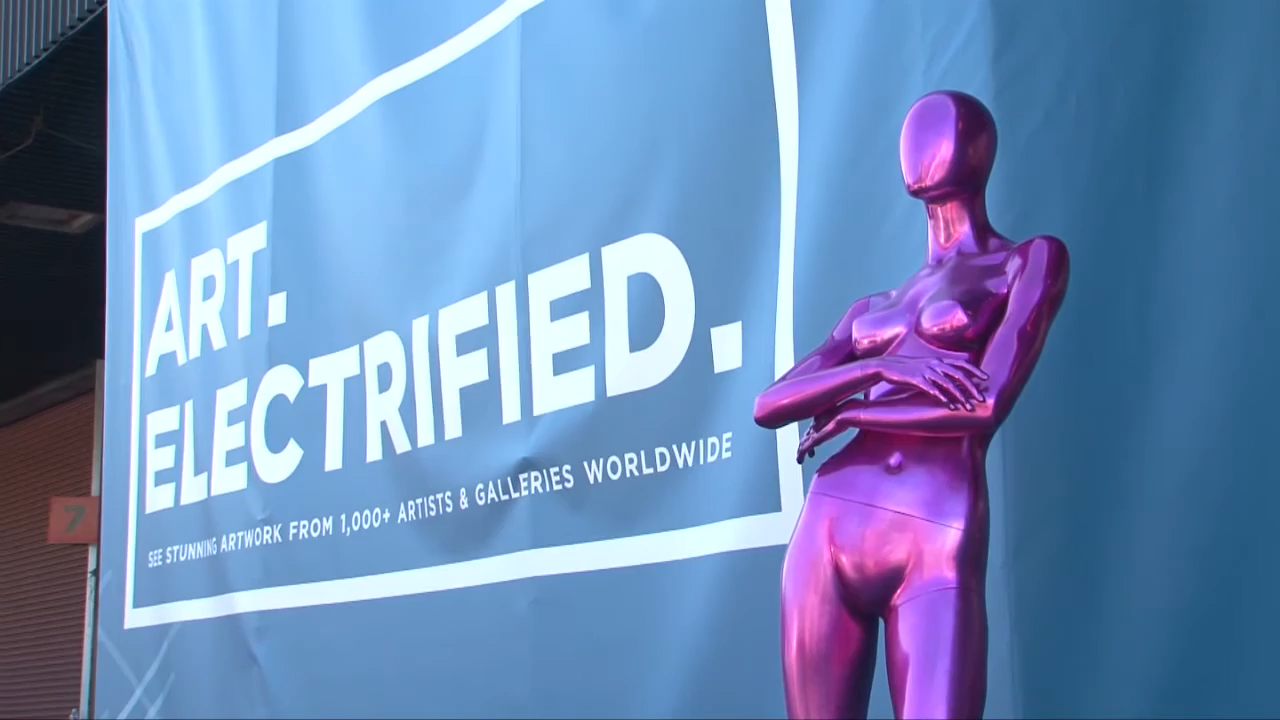 ART.
ELECTRIFIED.
SEE STUNNING ARTWORK FROM 1,000+ ARTISTS & GALLERIES WORLDWIDE
7